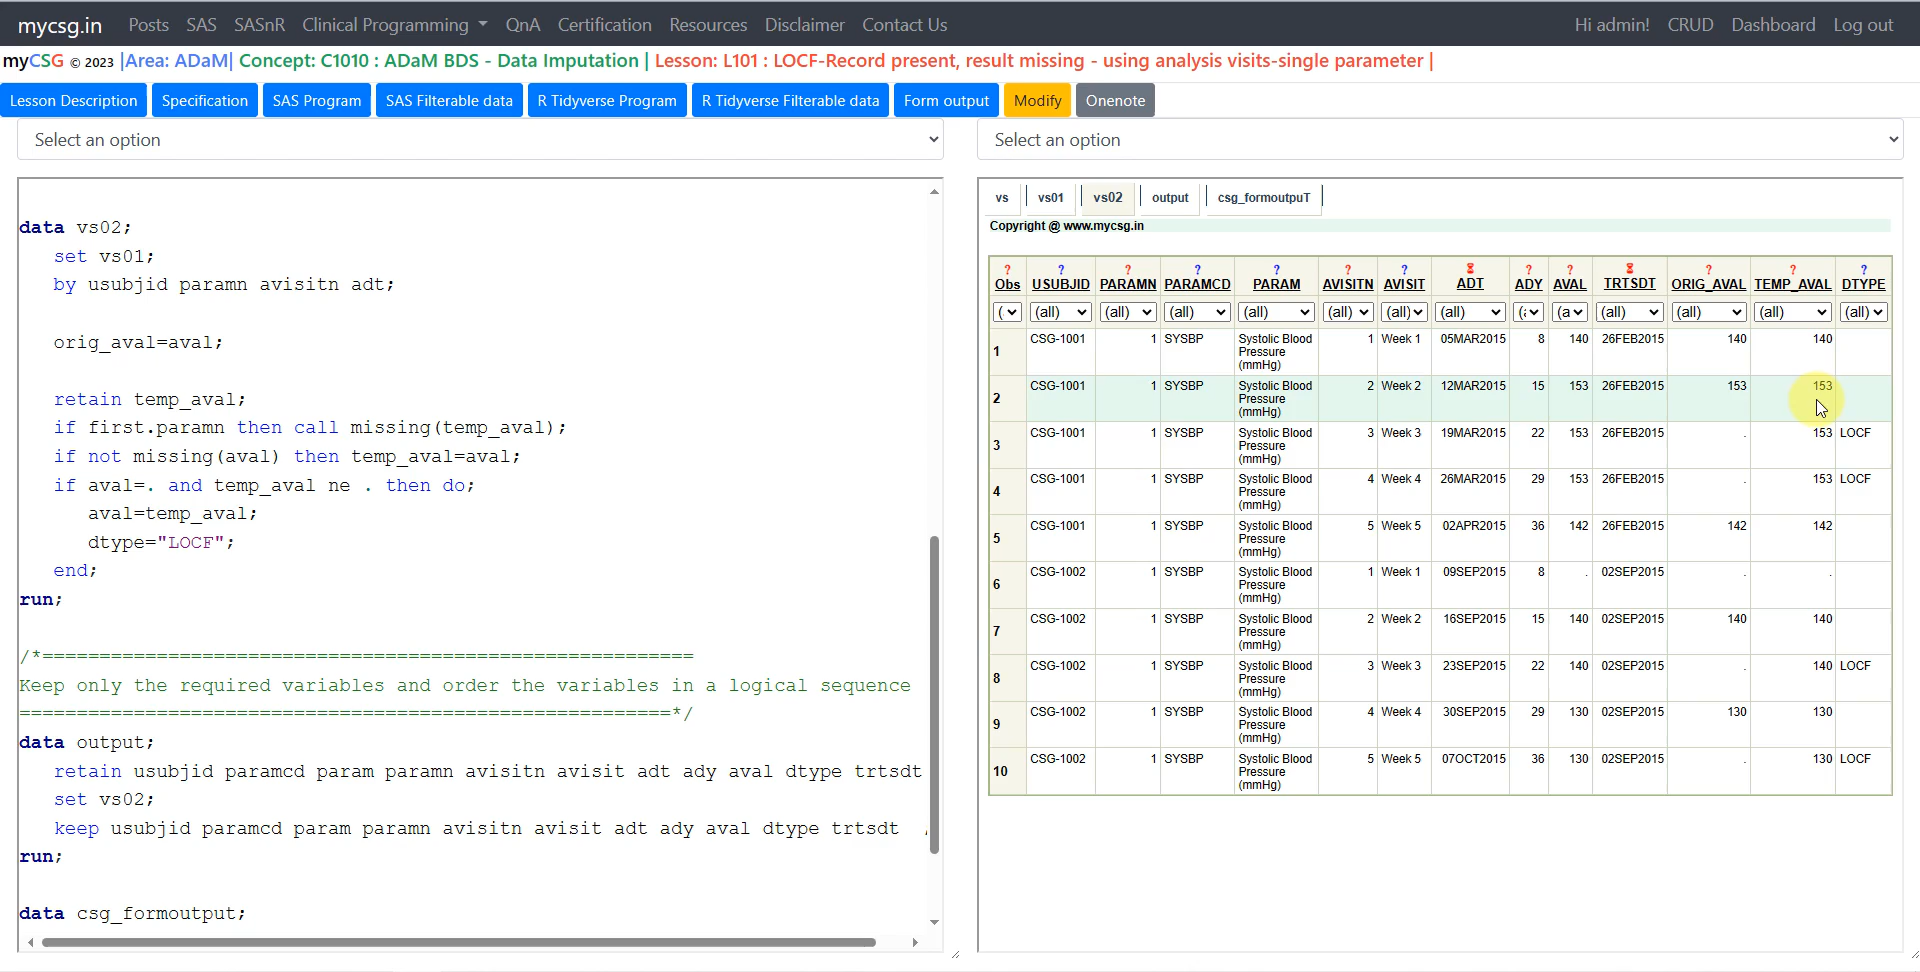 mycsg.in Posts SAS SASnR Clinical Programming QnA Certification Resources Disclaimer Contact Us Hi admin! CRUD Dashboard Log out
myCSG © 2023 |Area: ADaM| Concept: C1010 : ADaM BDS - Data Imputation | Lesson: L101 : LOCF-Record present, result missing - using analysis visits-single parameter |
Lesson Description Specification SAS Program SAS Filterable data R Tidyverse Program R Tidyverse Filterable data Form output Modify Onenote
Select an option
data vs02;
set vs01;
by usubjid paramn avisitn adt;
orig_aval=aval;
retain temp_aval;
if first.paramn then call missing(temp_aval);
if not missing(aval) then temp_aval=aval;
if aval=. and temp_aval ne . then do;
aval=temp_aval;
dtype="LOCF";
end;
run;
/*=========================================================
Keep only the required variables and order the variables in a logical sequence
=========================================================*/
data output;
retain usubjid paramcd param paramn avisitn avisit adt ady aval dtype trtsdt
set vs02;
keep usubjid paramcd param paramn avisitn avisit adt ady aval dtype trtsdt
run;
data csg_formoutput;
Select an option
vs vs01 vs02 output csg_formoutpuT
Copyright @ www.mycsg.in
? ? ? ? ? ? ? ? ? ? ? ?
Obs USUBJID PARAMN PARAMCD PARAM AVISITN AVISIT ADT ADY AVAL TRTSDT ORIG_AVAL TEMP_AVAL DTYPE
( (all) (all) (all) (all) (all) (all) (all) (a (all) (all) (all) (all)
1 CSG-1001 1 SYSBP Systolic Blood Pressure (mmHg) 1 Week 1 05MAR2015 8 140 26FEB2015 140 140
2 CSG-1001 1 SYSBP Systolic Blood Pressure (mmHg) 2 Week 2 12MAR2015 15 153 26FEB2015 153 153
3 CSG-1001 1 SYSBP Systolic Blood Pressure (mmHg) 3 Week 3 19MAR2015 22 153 26FEB2015 . 153 LOCF
4 CSG-1001 1 SYSBP Systolic Blood Pressure (mmHg) 4 Week 4 26MAR2015 29 153 26FEB2015 . 153 LOCF
5 CSG-1001 1 SYSBP Systolic Blood Pressure (mmHg) 5 Week 5 02APR2015 36 142 26FEB2015 142 142
6 CSG-1002 1 SYSBP Systolic Blood Pressure (mmHg) 1 Week 1 09SEP2015 8 . 02SEP2015 . .
7 CSG-1002 1 SYSBP Systolic Blood Pressure (mmHg) 2 Week 2 16SEP2015 15 140 02SEP2015 140 140
8 CSG-1002 1 SYSBP Systolic Blood Pressure (mmHg) 3 Week 3 23SEP2015 22 140 02SEP2015 . 140 LOCF
9 CSG-1002 1 SYSBP Systolic Blood Pressure (mmHg) 4 Week 4 30SEP2015 29 130 02SEP2015 130 130
10 CSG-1002 1 SYSBP Systolic Blood Pressure (mmHg) 5 Week 5 07OCT2015 36 130 02SEP2015 . 130 LOCF